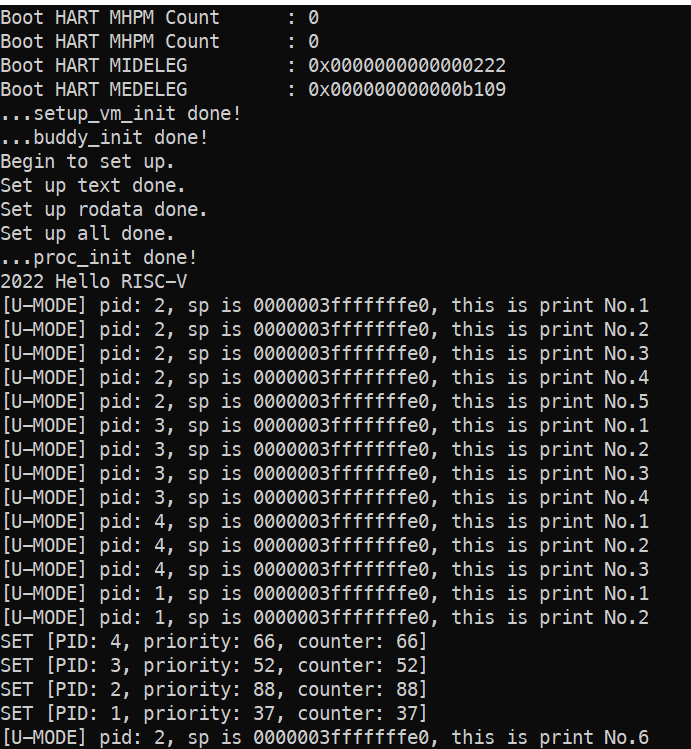 Boot HART MHPM Count      : 0
Boot HART MHPM Count      : 0
Boot HART MIDELEG         : 0x0000000000000222
Boot HART MEDELEG         : 0x000000000000b109
...setup_vm_init done!
...buddy_init done!
Begin to set up.
Set up text done.
Set up rodata done.
Set up all done.
...proc_init done!
2022 Hello RISC-V
[U-MODE] pid: 2, sp is 0000003fffffffe0, this is print No.1
[U-MODE] pid: 2, sp is 0000003fffffffe0, this is print No.2
[U-MODE] pid: 2, sp is 0000003fffffffe0, this is print No.3
[U-MODE] pid: 2, sp is 0000003fffffffe0, this is print No.4
[U-MODE] pid: 2, sp is 0000003fffffffe0, this is print No.5
[U-MODE] pid: 3, sp is 0000003fffffffe0, this is print No.1
[U-MODE] pid: 3, sp is 0000003fffffffe0, this is print No.2
[U-MODE] pid: 3, sp is 0000003fffffffe0, this is print No.3
[U-MODE] pid: 3, sp is 0000003fffffffe0, this is print No.4
[U-MODE] pid: 4, sp is 0000003fffffffe0, this is print No.1
[U-MODE] pid: 4, sp is 0000003fffffffe0, this is print No.2
[U-MODE] pid: 4, sp is 0000003fffffffe0, this is print No.3
[U-MODE] pid: 1, sp is 0000003fffffffe0, this is print No.1
[U-MODE] pid: 1, sp is 0000003fffffffe0, this is print No.2
SET [PID: 4, priority: 66, counter: 66]
SET [PID: 3, priority: 52, counter: 52]
SET [PID: 2, priority: 88, counter: 88]
SET [PID: 1, priority: 37, counter: 37]
[U-MODE] pid: 2, sp is 0000003fffffffe0, this is print No.6